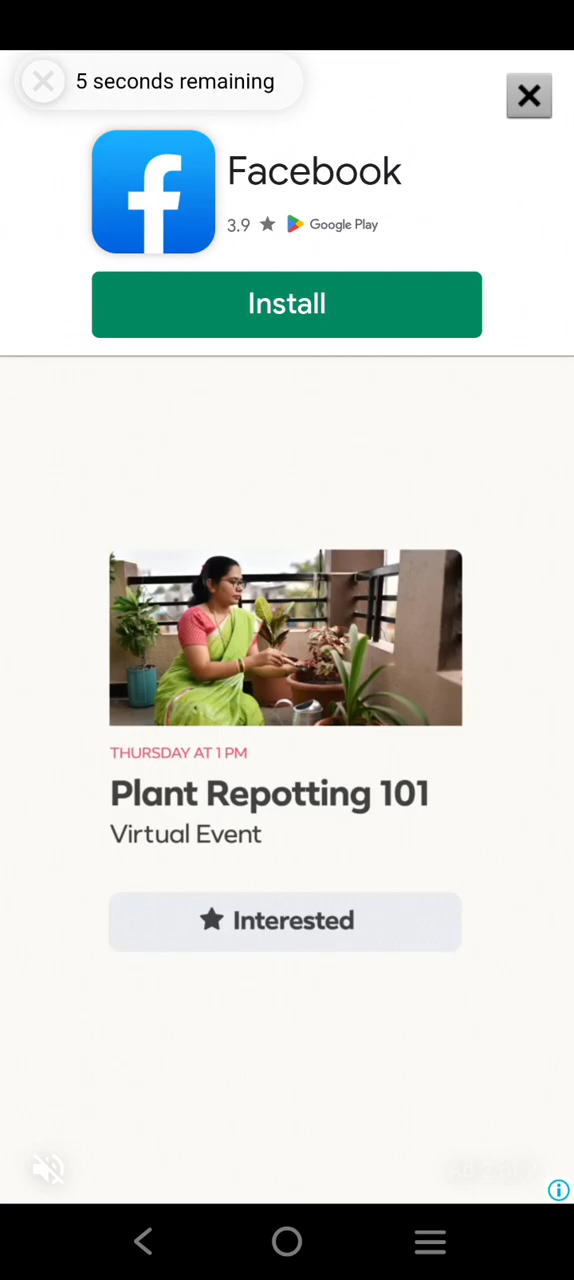 5 seconds remaining
Facebook
3.9 ★ Google Play
Install
THURSDAY AT 1 PM
Plant Repotting 101
Virtual Event
★ Interested